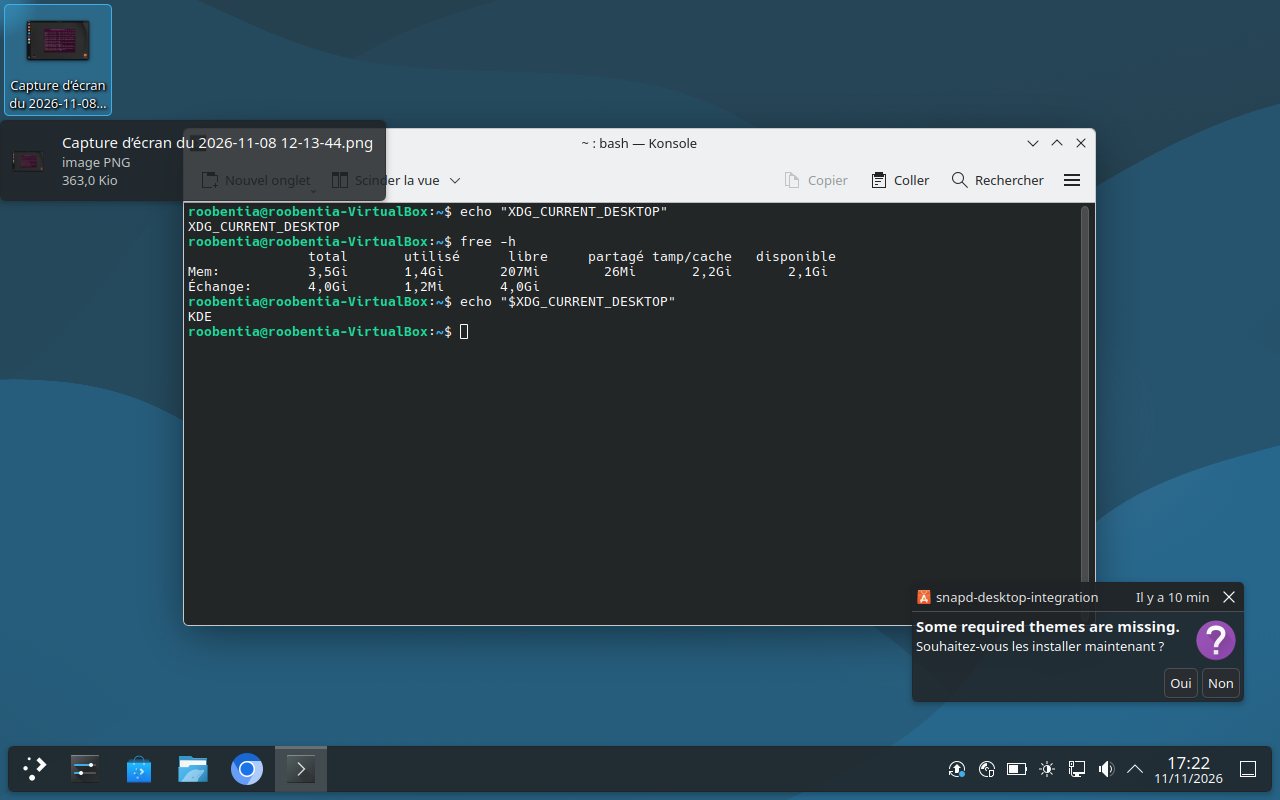 Capture d'écran
du 2026-11-08...
Capture d'écran du 2026-11-08 12-13-44.png
image PNG
363,0 Kio
~ : bash — Konsole
Nouvel onglet
Scinder la vue
Copier
Coller
Rechercher
roobentia@roobentia-VirtualBox:~$ echo "XDG_CURRENT_DESKTOP"
XDG_CURRENT_DESKTOP
roobentia@roobentia-VirtualBox:~$ free -h
total utilisé libre partagé tamp/cache disponible
Mem: 3,5Gi 1,4Gi 207Mi 26Mi 2,2Gi 2,1Gi
Échange: 4,0Gi 1,2Mi 4,0Gi
roobentia@roobentia-VirtualBox:~$ echo "$XDG_CURRENT_DESKTOP"
KDE
roobentia@roobentia-VirtualBox:~$
snapd-desktop-integration
Il y a 10 min
Some required themes are missing.
Souhaitez-vous les installer maintenant ?
Oui
Non
17:22
11/11/2026